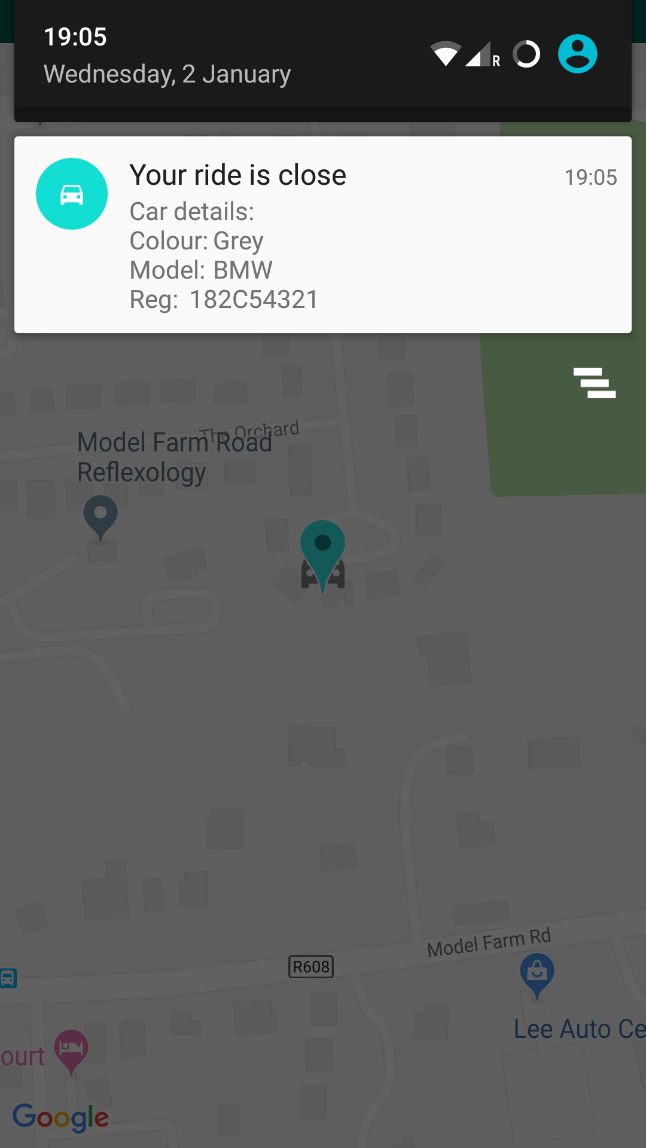 19:05
Wednesday, 2 January
R
Your ride is close
19:05
Car details:
Colour: Grey
Model: BMW
Reg: 182C54321
The Orchard
Model Farm Road
Reflexology
Model Farm Rd
R608
Lee Auto Ce
ourt
Google